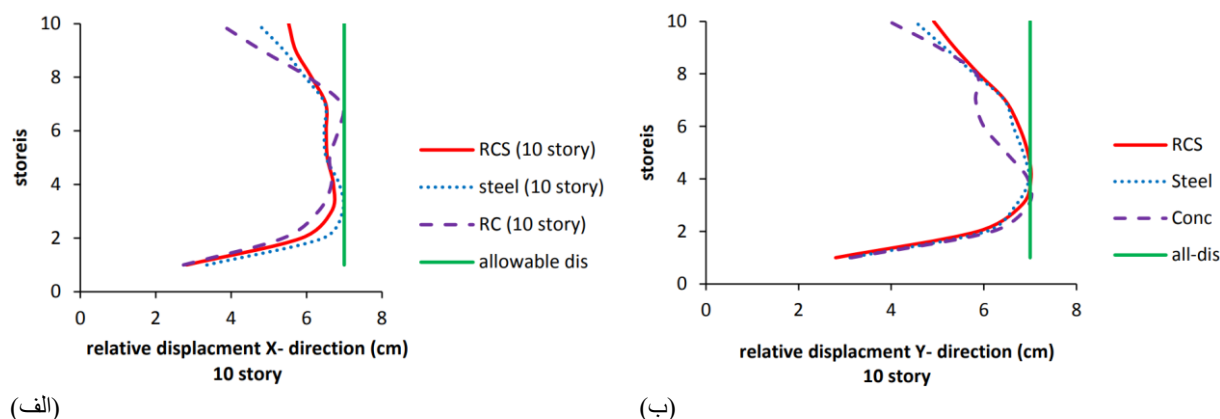 10
8
6
4
2
0
storeis
0 2 4 6 8
relative displacment X- direction (cm)
10 story
RCS (10 story)
steel (10 story)
RC (10 story)
allowable dis
(الف)
10
8
6
4
2
0
storeis
0 2 4 6 8
relative displacment Y- direction (cm)
10 story
RCS
Steel
Conc
all-dis
(ب)